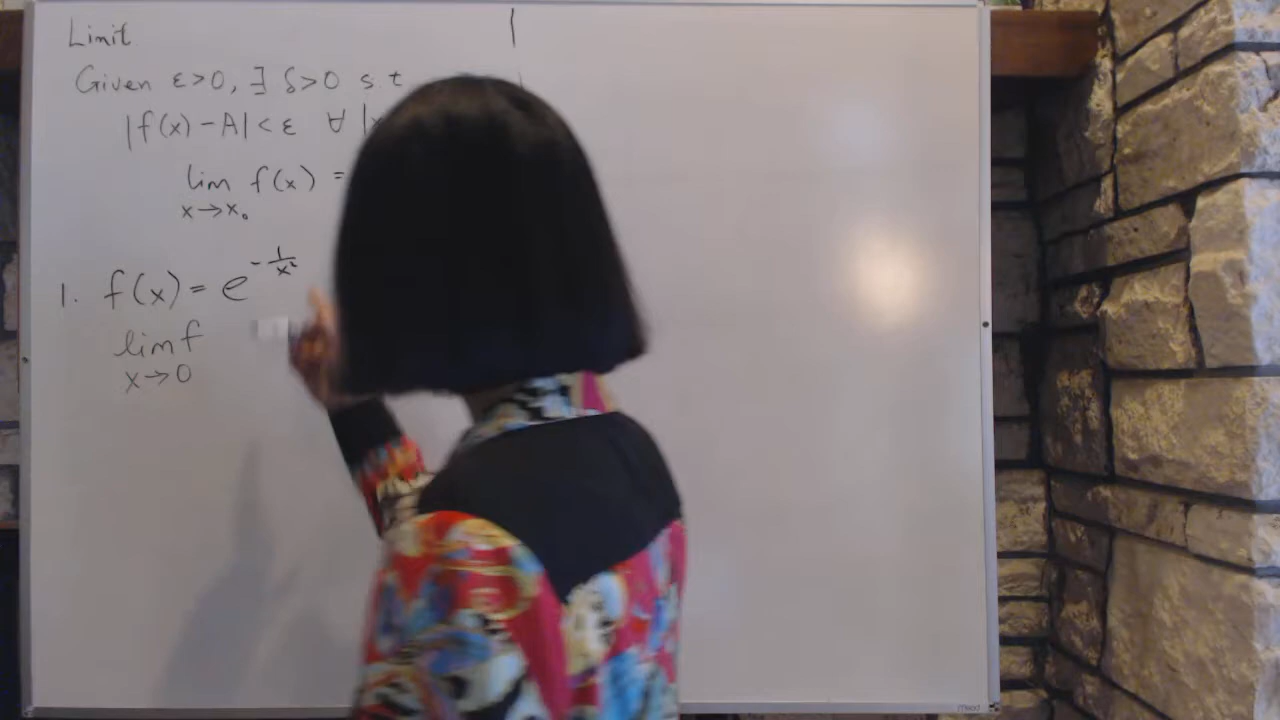 Limit
Given ε>0, ∃ δ>0 s.t
|f(x)-A|<ε ∀ |x
lim f(x) =
x→x₀
1. f(x) = e^{-1/x²}
lim f
x→0